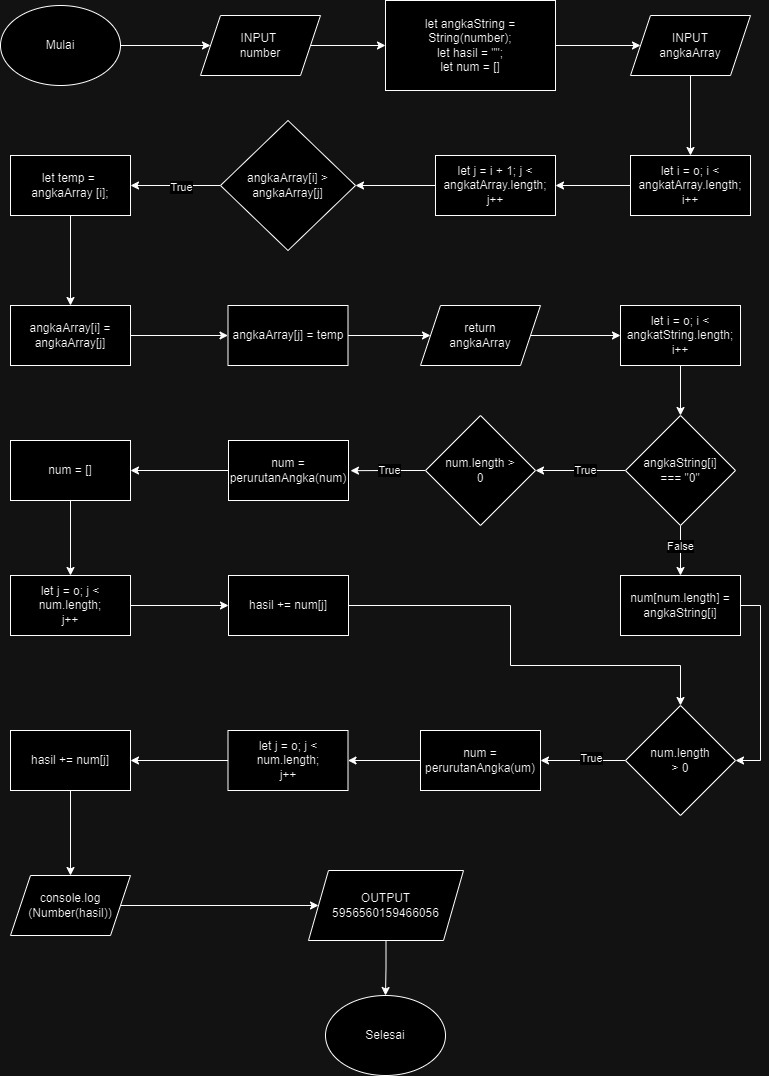 Mulai
INPUT
number
let angkaString =
String(number);
let hasil = "";
let num = []
INPUT
angkaArray
let temp =
angkaArray [i];
True
angkaArray[i] >
angkaArray[j]
let j = i + 1; j <
angkatArray.length;
j++
let i = o; i <
angkatArray.length;
i++
angkaArray[i] =
angkaArray[j]
angkaArray[j] = temp
return
angkaArray
let i = o; i <
angkatString.length;
i++
num = []
num =
perurutanAngka(num)
True
num.length >
0
True
angkaString[i]
=== "0"
False
let j = o; j <
num.length;
j++
hasil += num[j]
num[num.length] =
angkaString[i]
hasil += num[j]
let j = o; j <
num.length;
j++
num =
perurutanAngka(um)
True
num.length
> 0
console.log
(Number(hasil))
OUTPUT
5956560159466056
Selesai